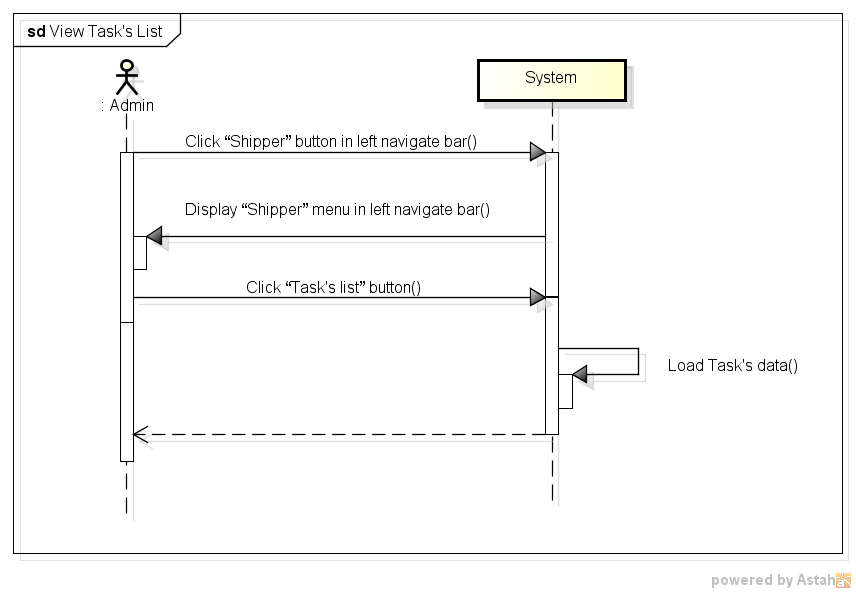 sd View Task's List
: Admin
System
Click “Shipper” button in left navigate bar()
Display “Shipper” menu in left navigate bar()
Click “Task's list” button()
Load Task's data()
powered by Astah